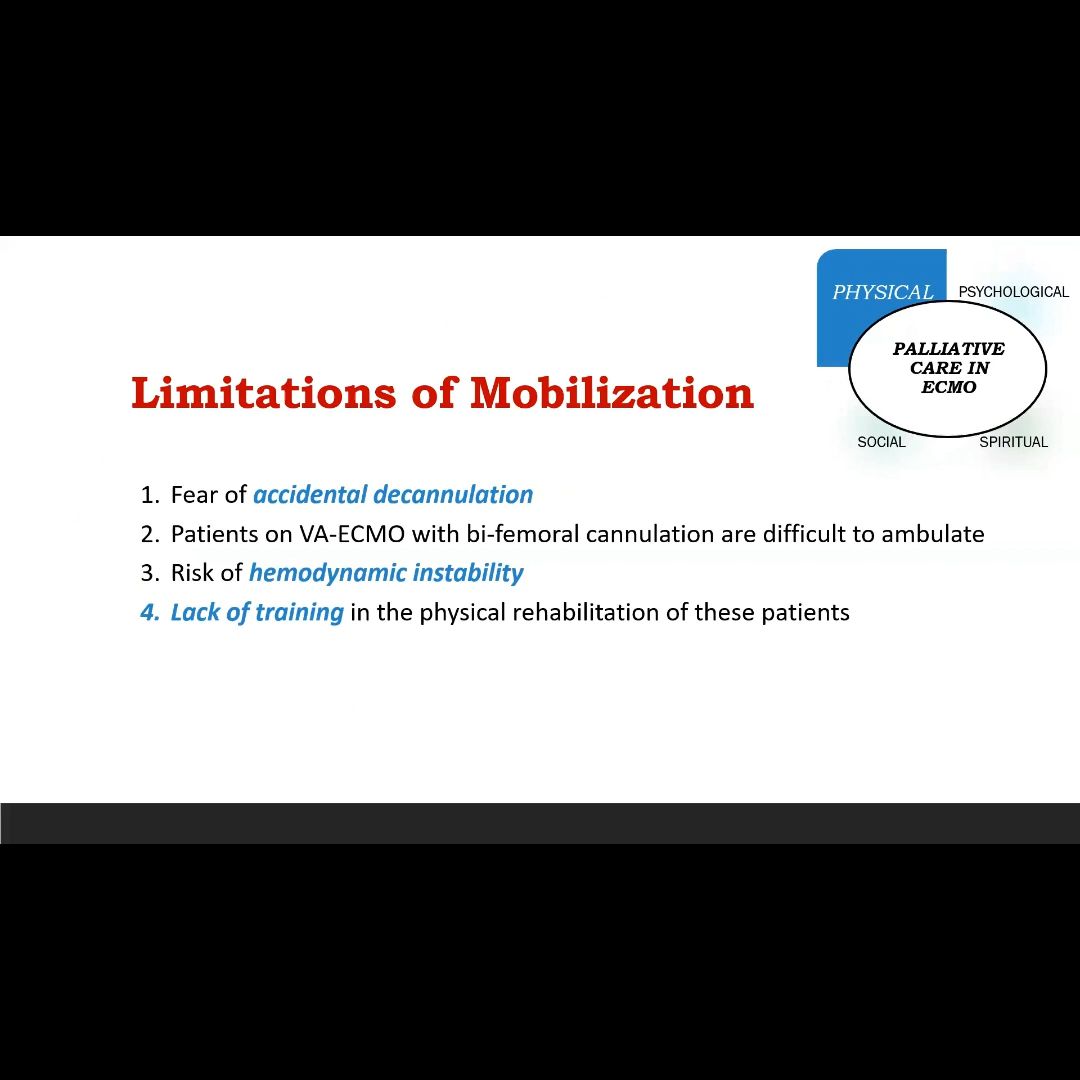 PHYSICAL
PSYCHOLOGICAL
PALLIATIVE
CARE IN
ECMO
SOCIAL
SPIRITUAL
Limitations of Mobilization
1. Fear of accidental decannulation
2. Patients on VA-ECMO with bi-femoral cannulation are difficult to ambulate
3. Risk of hemodynamic instability
4. Lack of training in the physical rehabilitation of these patients